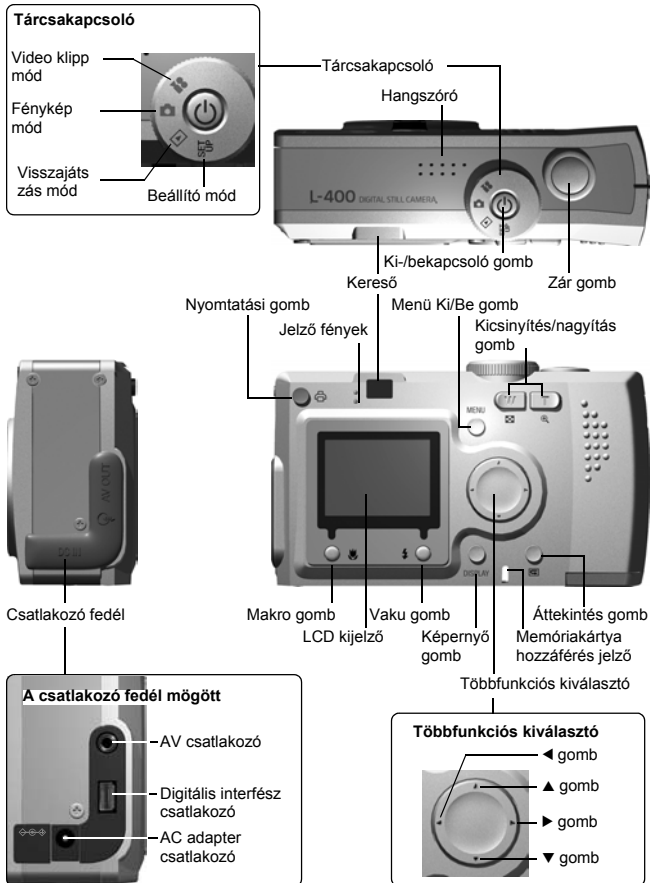 Tárcsakapcsoló
Video klipp
mód
Fénykép
mód
Visszajáts
zás mód
Beállító mód
SET
UP
Tárcsakapcsoló
Hangszóró
L-400 DIGITAL STILL CAMERA
Ki-/bekapcsoló gomb
Zár gomb
Kereső
Nyomtatási gomb
Menü Ki/Be gomb
Jelző fények
Kicsinyítés/nagyítás
gomb
MENU
W
T
AV OUT
DC IN
DISPLAY
Csatlakozó fedél
Makro gomb
Vaku gomb
Áttekintés gomb
LCD kijelző
Képernyő
gomb
Memóriakártya
hozzáférés jelző
Többfunkciós kiválasztó
A csatlakozó fedél mögött
AV csatlakozó
Digitális interfész
csatlakozó
AC adapter
csatlakozó
Többfunkciós kiválasztó
◀ gomb
▲ gomb
▶ gomb
▼ gomb